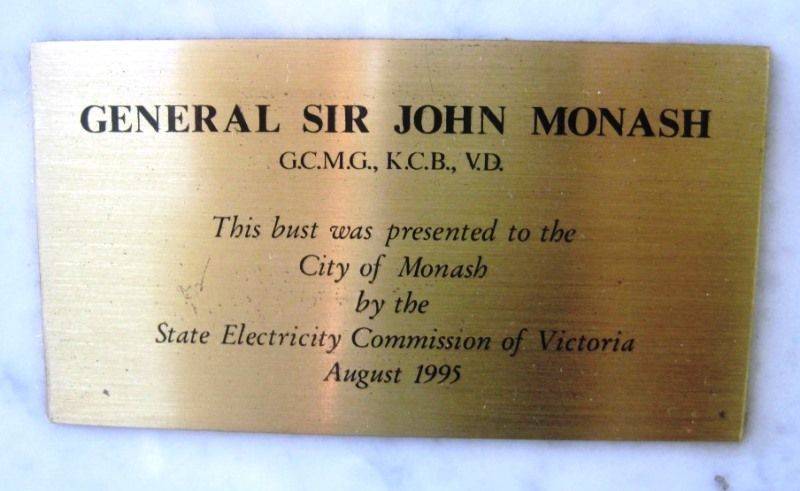 GENERAL SIR JOHN MONASH
G.C.M.G., K.C.B., V.D.
This bust was presented to the
City of Monash
by the
State Electricity Commission of Victoria
August 1995